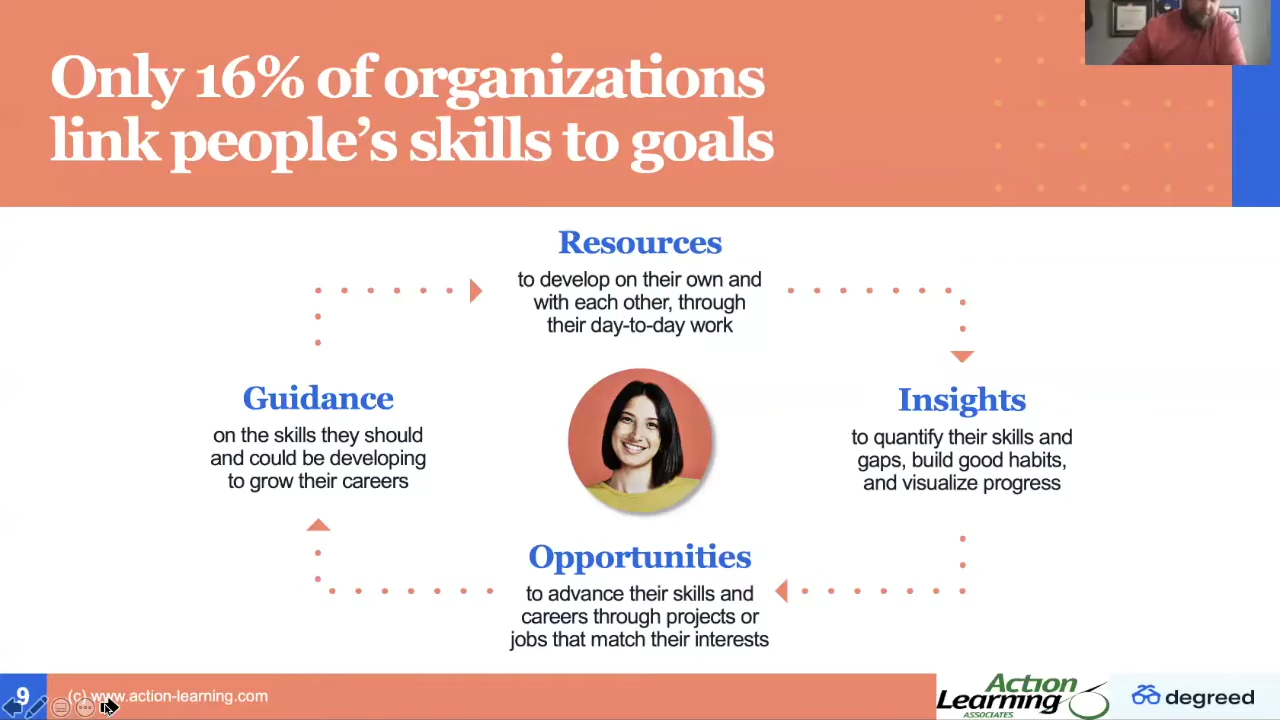 Only 16% of organizations
link people's skills to goals
Resources
to develop on their own and
with each other, through
their day-to-day work
Guidance
on the skills they should
and could be developing
to grow their careers
Insights
to quantify their skills and
gaps, build good habits,
and visualize progress
Opportunities
to advance their skills and
careers through projects or
jobs that match their interests
9
(c) www.action-learning.com
Action
Learning
ASSOCIATES
degreed